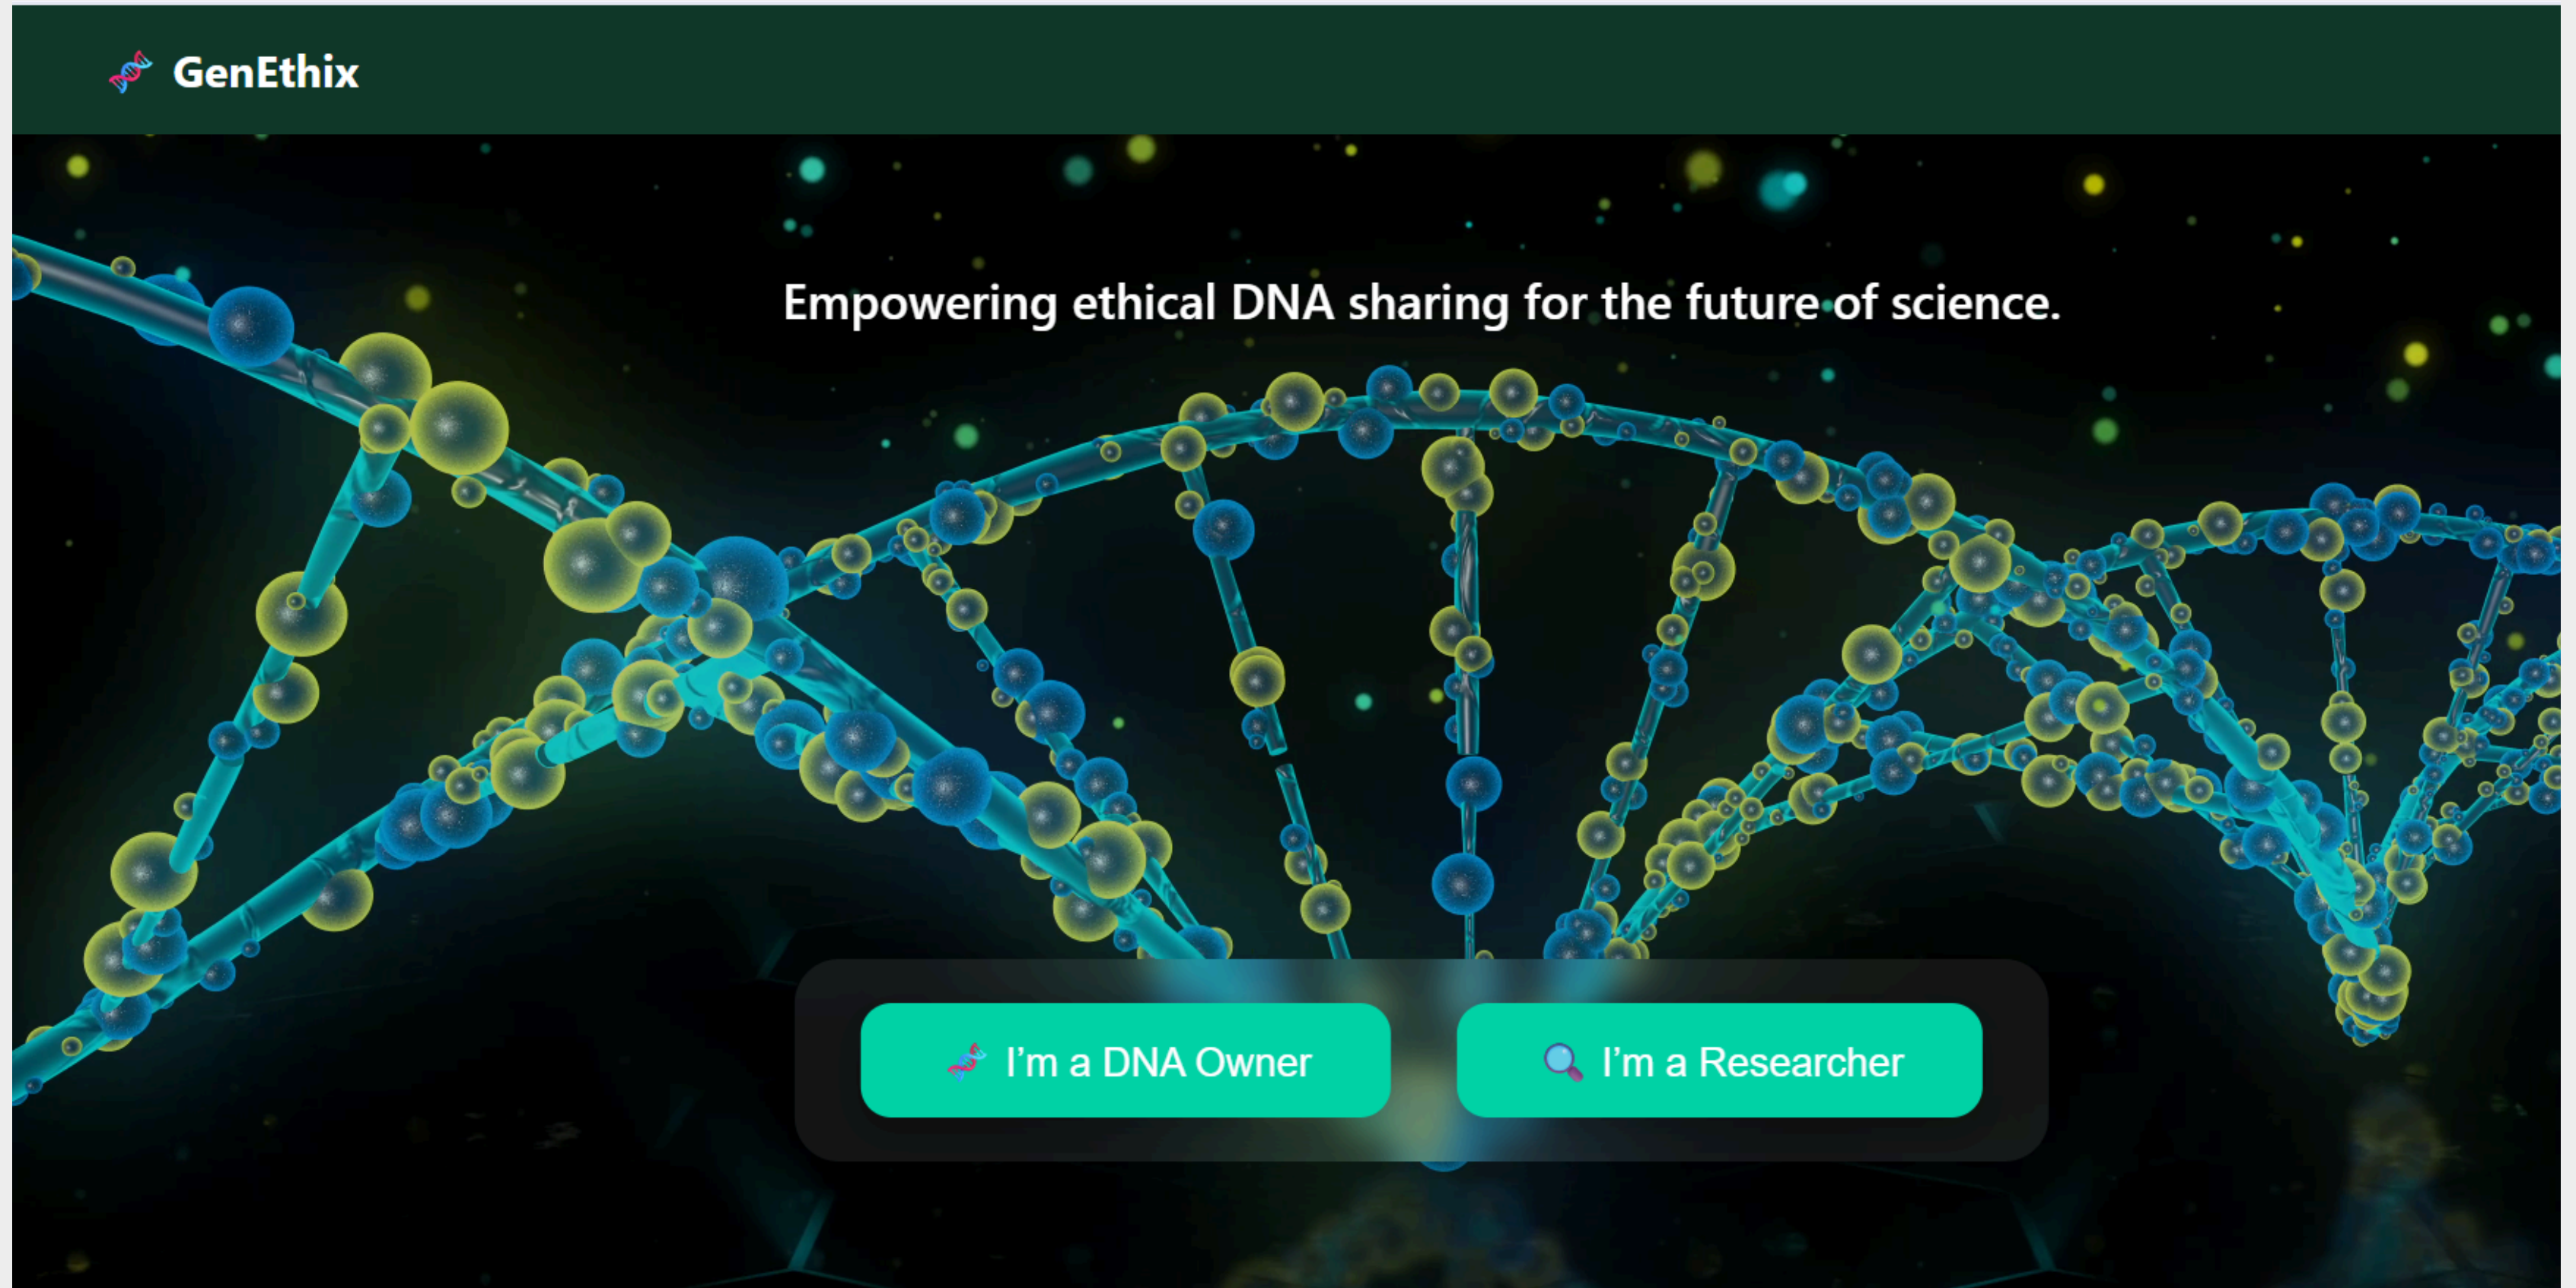 GenEthix
Empowering ethical DNA sharing for the future of science.
I’m a DNA Owner
I’m a Researcher